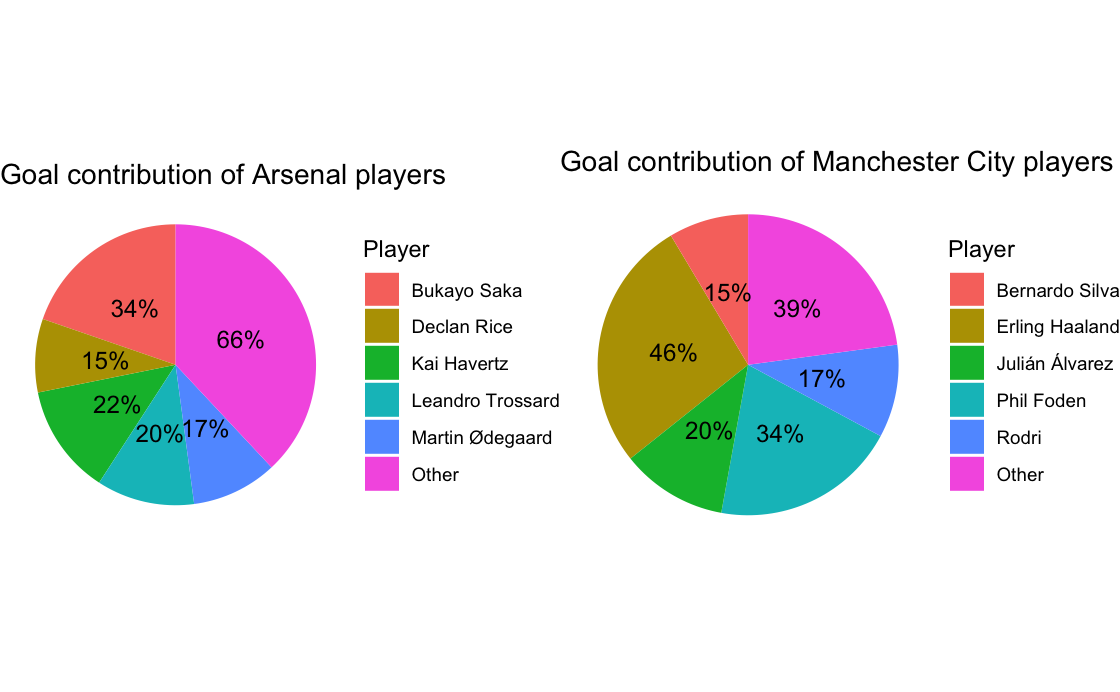 Goal contribution of Arsenal players
Player
Bukayo Saka
Declan Rice
Kai Havertz
Leandro Trossard
Martin Ødegaard
Other
34%
66%
15%
22%
20%
17%
Goal contribution of Manchester City players
Player
Bernardo Silva
Erling Haaland
Julián Álvarez
Phil Foden
Rodri
Other
15%
39%
46%
17%
20%
34%